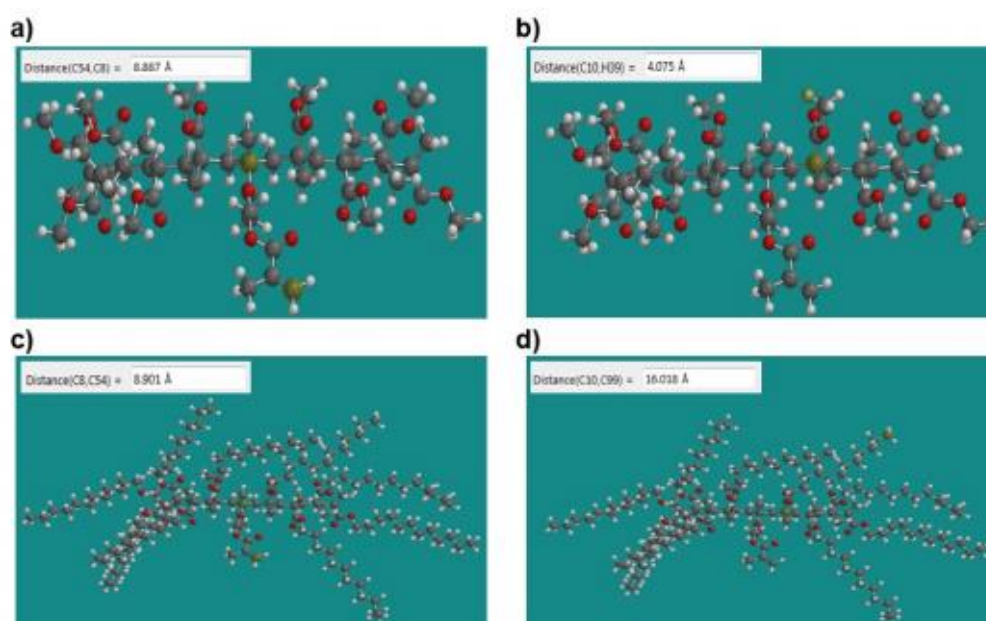 a)
Distance(C54,C8) = 8.887 Å
b)
Distance(C10,H39) = 4.075 Å
c)
Distance(C8,C54) = 8.901 Å
d)
Distance(C10,C99) = 16.018 Å